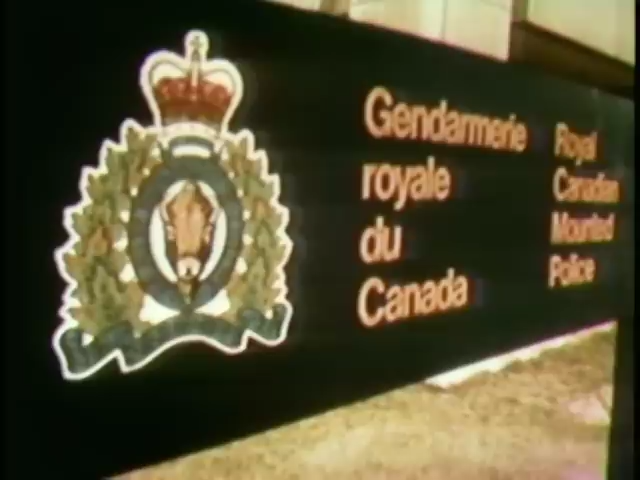 Gendarmerie
royale
du
Canada
Royal
Canadian
Mounted
Police